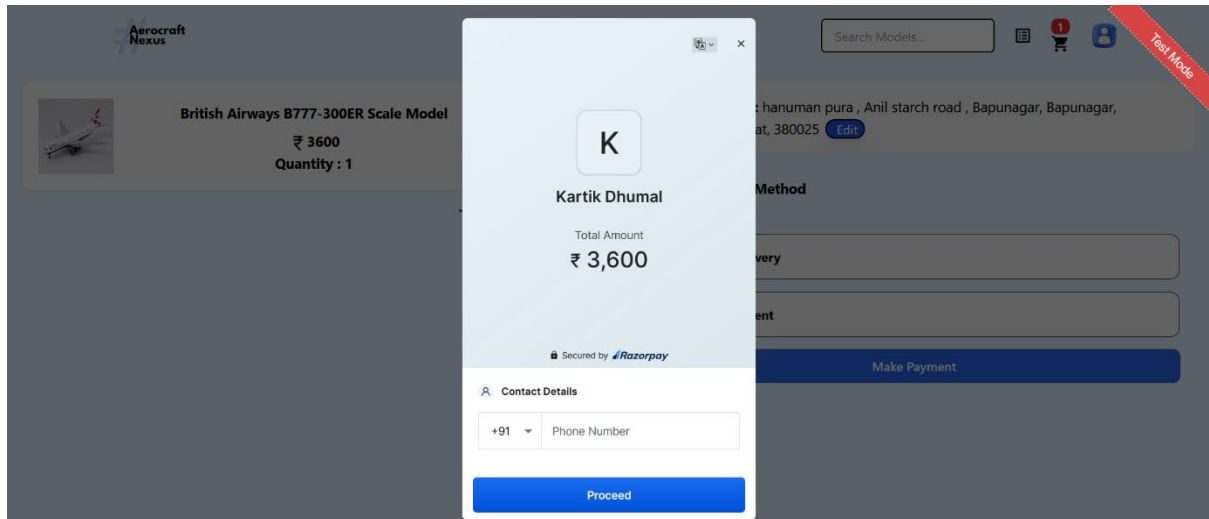 Aerocraft
Nexus
Search Models...
1
Test Mode
British Airways B777-300ER Scale Model
₹ 3600
Quantity : 1
: hanuman pura , Anil starch road , Bapunagar, Bapunagar,
at, 380025 Edit
Method
very
ent
Make Payment
K
Kartik Dhumal
Total Amount
₹ 3,600
Secured by Razorpay
Contact Details
+91 Phone Number
Proceed